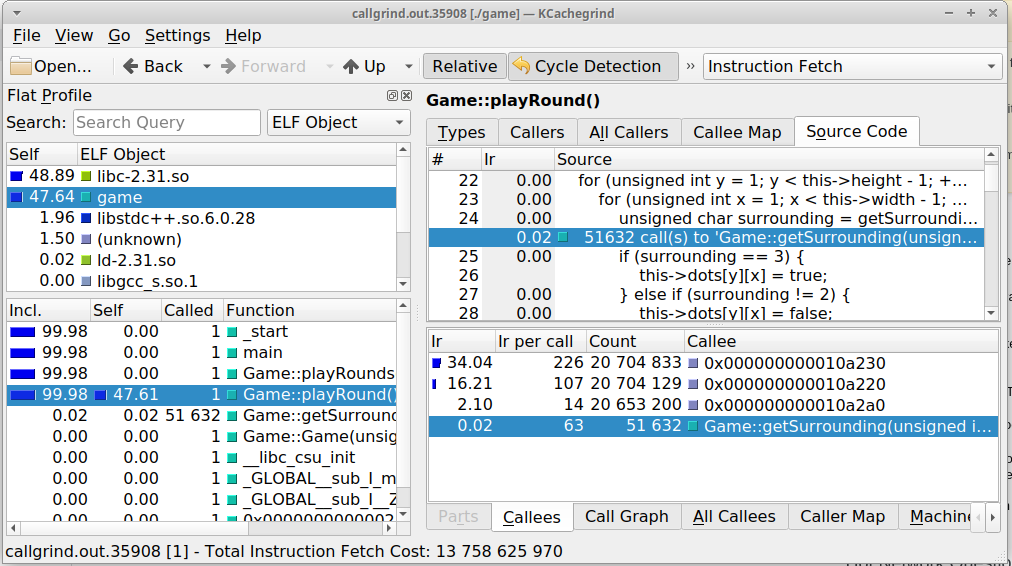 callgrind.out.35908 [./game] — KCachegrind
File View Go Settings Help
Open... Back Forward Up Relative Cycle Detection » Instruction Fetch
Flat Profile
Search: Search Query ELF Object
Self ELF Object
48.89 libc-2.31.so
47.64 game
1.96 libstdc++.so.6.0.28
1.50 (unknown)
0.02 ld-2.31.so
0.00 libgcc_s.so.1
Incl. Self Called Function
99.98 0.00 1 _start
99.98 0.00 1 main
99.98 0.00 1 Game::playRounds
99.98 47.61 1 Game::playRound()
0.02 0.02 51 632 Game::getSurround
0.00 0.00 1 Game::Game(unsig
0.00 0.00 1 __libc_csu_init
0.00 0.00 1 _GLOBAL__sub_I_m
0.00 0.00 1 _GLOBAL__sub_I__Z
Game::playRound()
Types Callers All Callers Callee Map Source Code
# Ir Source
22 0.00 for (unsigned int y = 1; y < this->height - 1; +...
23 0.00 for (unsigned int x = 1; x < this->width - 1; ...
24 0.00 unsigned char surrounding = getSurroundi...
0.02 51632 call(s) to 'Game::getSurrounding(unsign...
25 0.00 if (surrounding == 3) {
26 this->dots[y][x] = true;
27 0.00 } else if (surrounding != 2) {
28 0.00 this->dots[y][x] = false;
Ir Ir per call Count Callee
34.04 226 20 704 833 0x000000000010a230
16.21 107 20 704 129 0x000000000010a220
2.10 14 20 653 200 0x000000000010a2a0
0.02 63 51 632 Game::getSurrounding(unsigned i...
Parts Callees Call Graph All Callees Caller Map Machine
callgrind.out.35908 [1] - Total Instruction Fetch Cost: 13 758 625 970